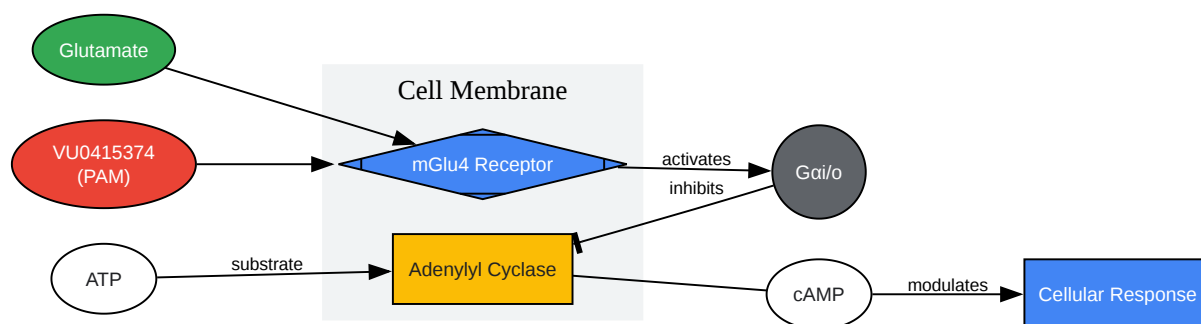 Glutamate
Cell Membrane
VU0415374
(PAM)
mGlu4 Receptor
activates
Gαi/o
inhibits
ATP
substrate
Adenylyl Cyclase
cAMP
modulates
Cellular Response